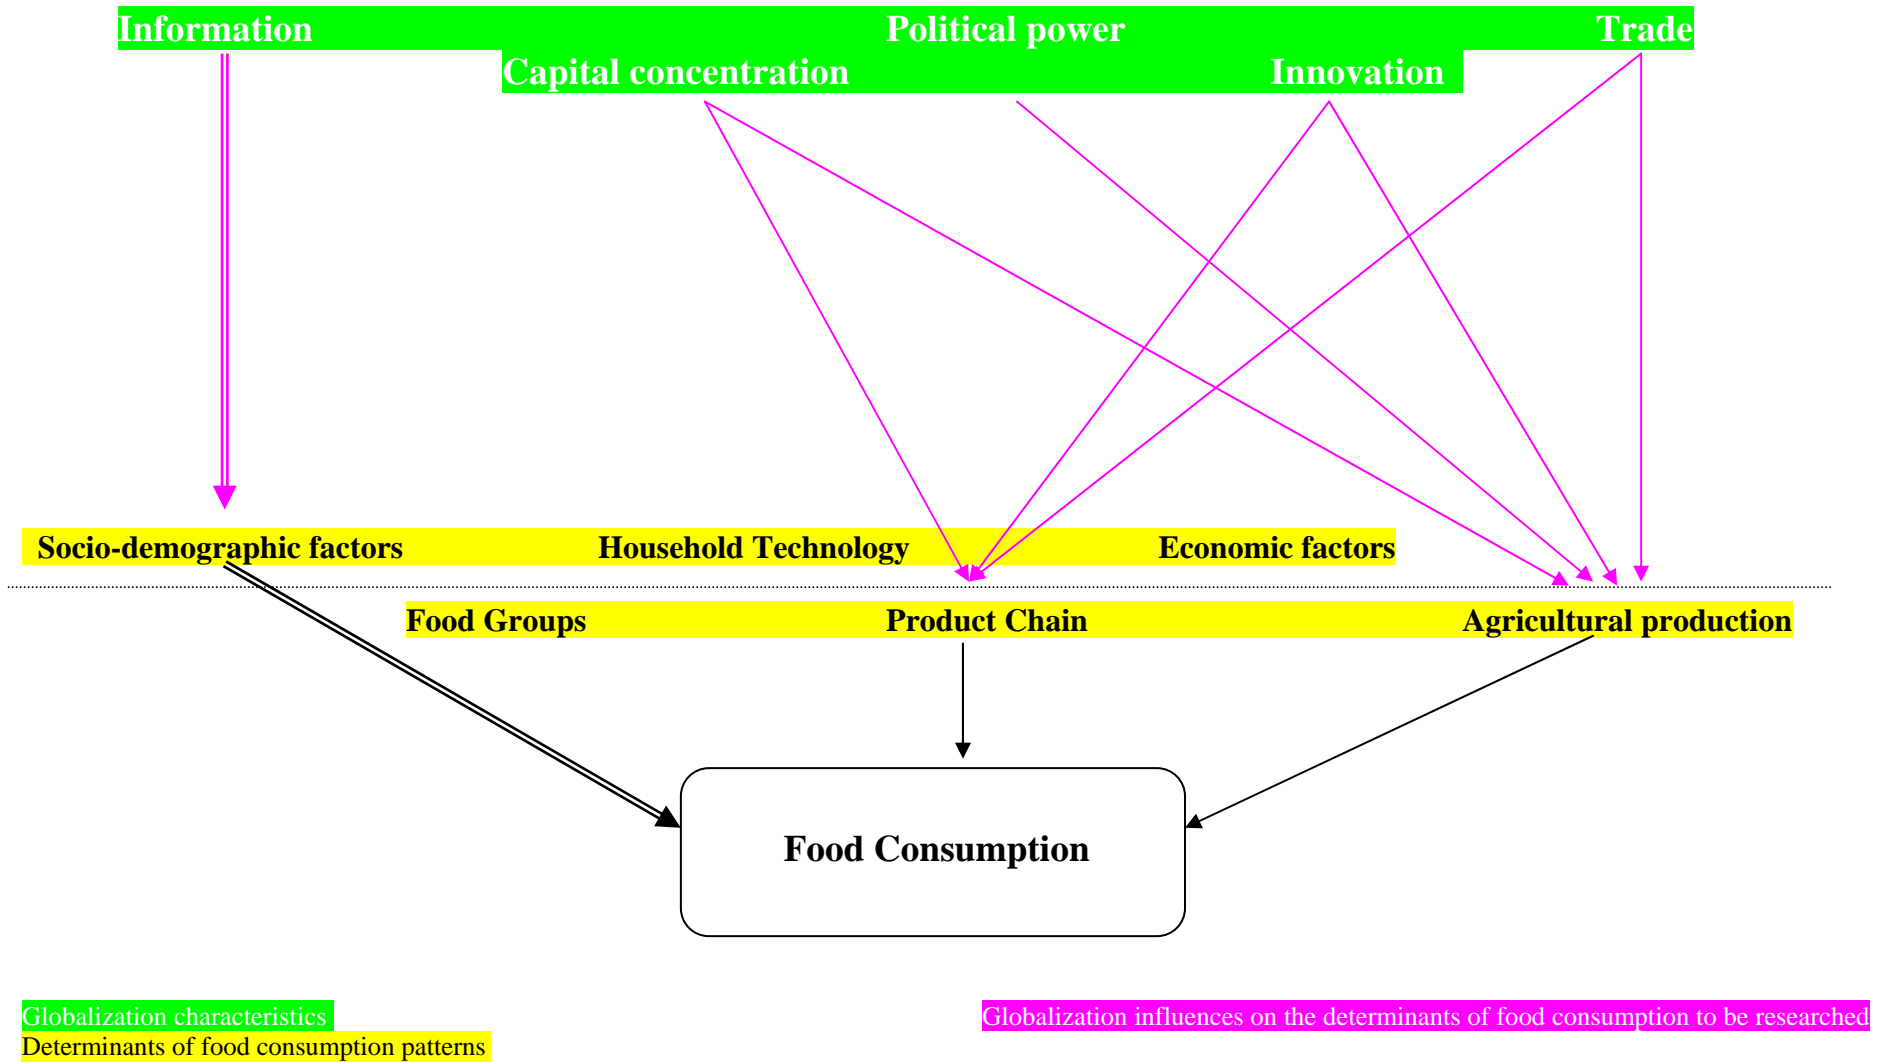 Information Political power Trade
Capital concentration Innovation
Socio-demographic factors Household Technology Economic factors
Food Groups Product Chain Agricultural production
Food Consumption
Globalization characteristics Globalization influences on the determinants of food consumption to be researched
Determinants of food consumption patterns